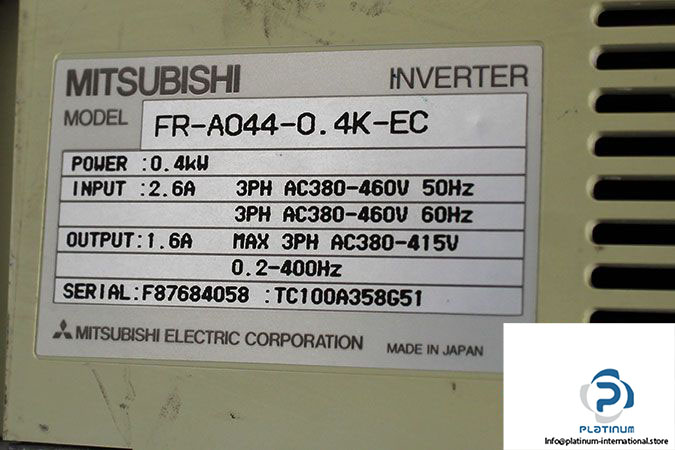 MITSUBISHI INVERTER
MODEL FR-A044-0.4K-EC
POWER :0.4kW
INPUT :2.6A 3PH AC380-460V 50Hz
3PH AC380-460V 60Hz
OUTPUT:1.6A MAX 3PH AC380-415V
0.2-400Hz
SERIAL:F87684058 :TC100A358G51
MITSUBISHI ELECTRIC CORPORATION MADE IN JAPAN
PLATINUM
Info@platinum-international.store